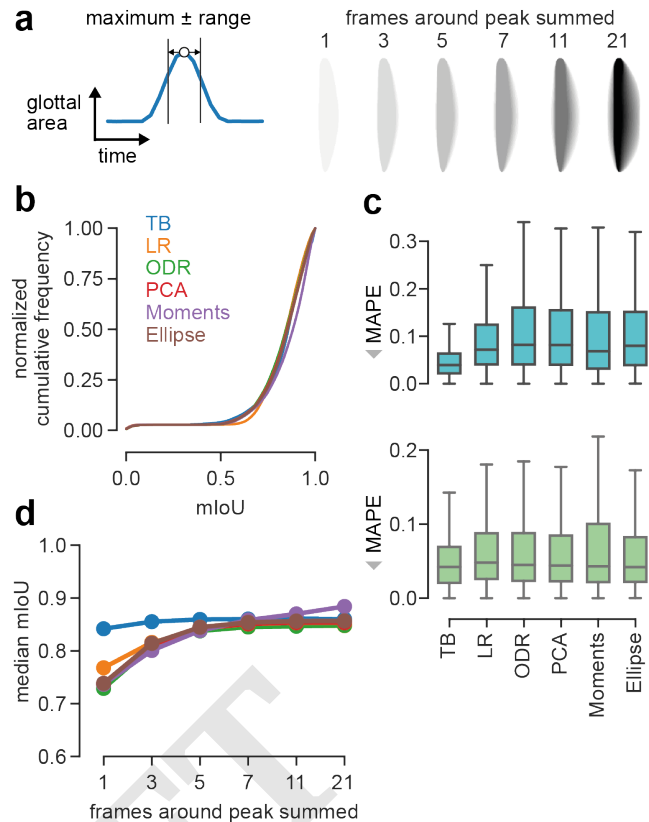 a
maximum ± range
glottal
area
time
frames around peak summed
1 3 5 7 11 21
b
normalized
cumulative frequency
1.00
0.75
0.50
0.25
0.00
TB
LR
ODR
PCA
Moments
Ellipse
0.0 0.5 1.0
mIoU
c
MAPE
0.3
0.2
0.1
0.0
MAPE
0.2
0.1
0.0
TB
LR
ODR
PCA
Moments
Ellipse
d
median mIoU
1.0
0.9
0.8
0.7
0.6
1 3 5 7 11 21
frames around peak summed